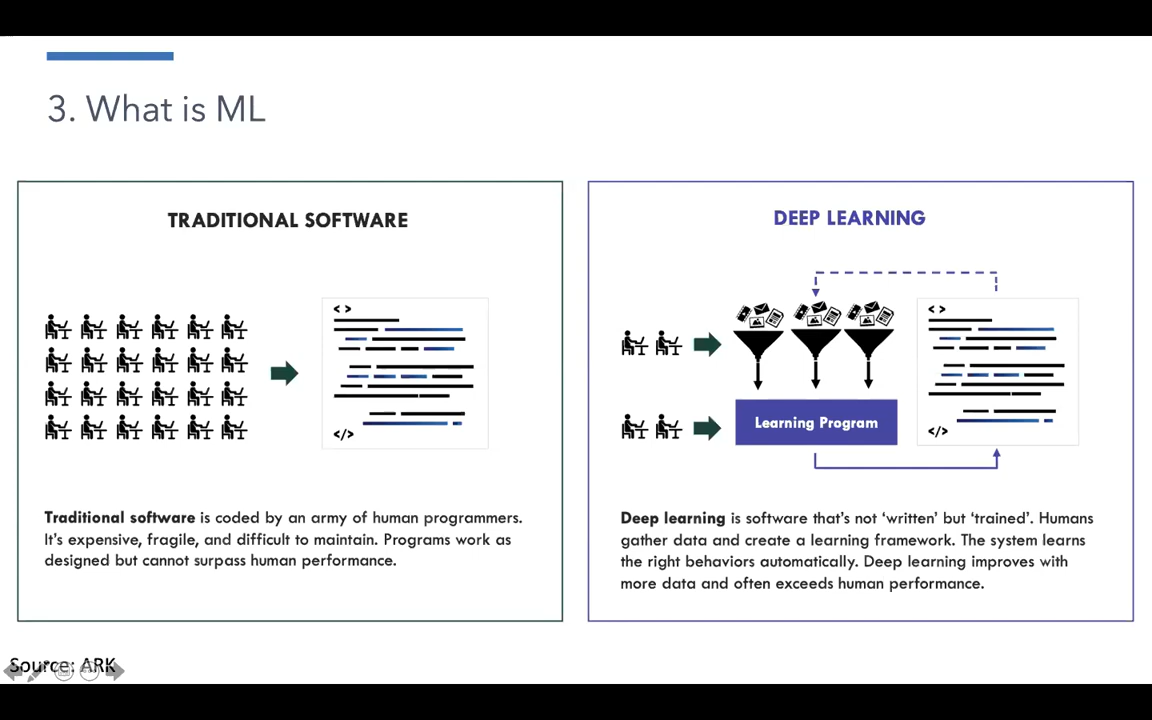 3. What is ML
TRADITIONAL SOFTWARE
< >
</>
Traditional software is coded by an army of human programmers.
It's expensive, fragile, and difficult to maintain. Programs work as
designed but cannot surpass human performance.
DEEP LEARNING
< >
Learning Program
</>
Deep learning is software that's not ‘written’ but ‘trained’. Humans
gather data and create a learning framework. The system learns
the right behaviors automatically. Deep learning improves with
more data and often exceeds human performance.
Source: ARK